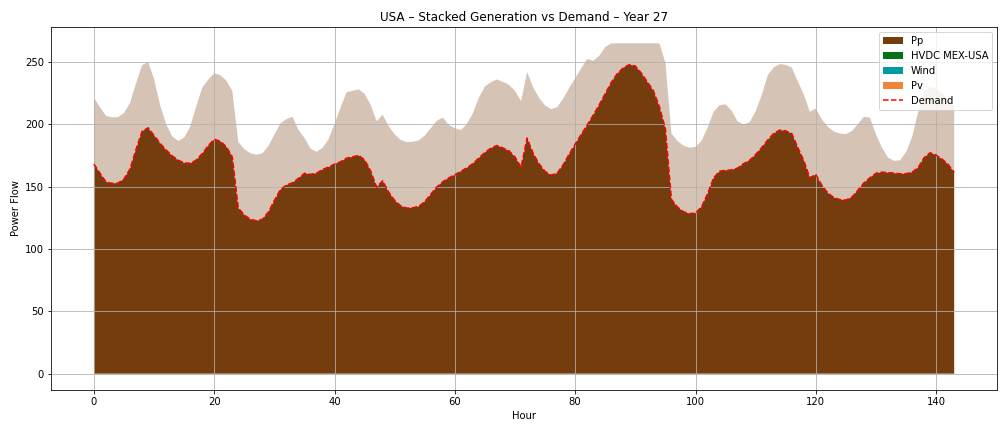 USA – Stacked Generation vs Demand – Year 27
Pp
HVDC MEX-USA
Wind
Pv
Demand
Power Flow
250
200
150
100
50
0
0 20 40 60 80 100 120 140
Hour